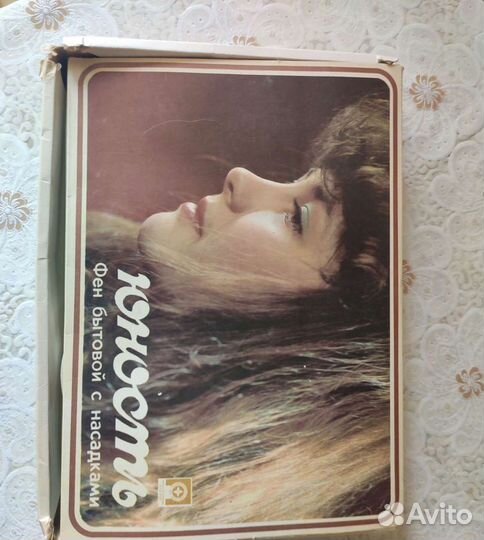 юность
Фен бытовой с насадками
Avito